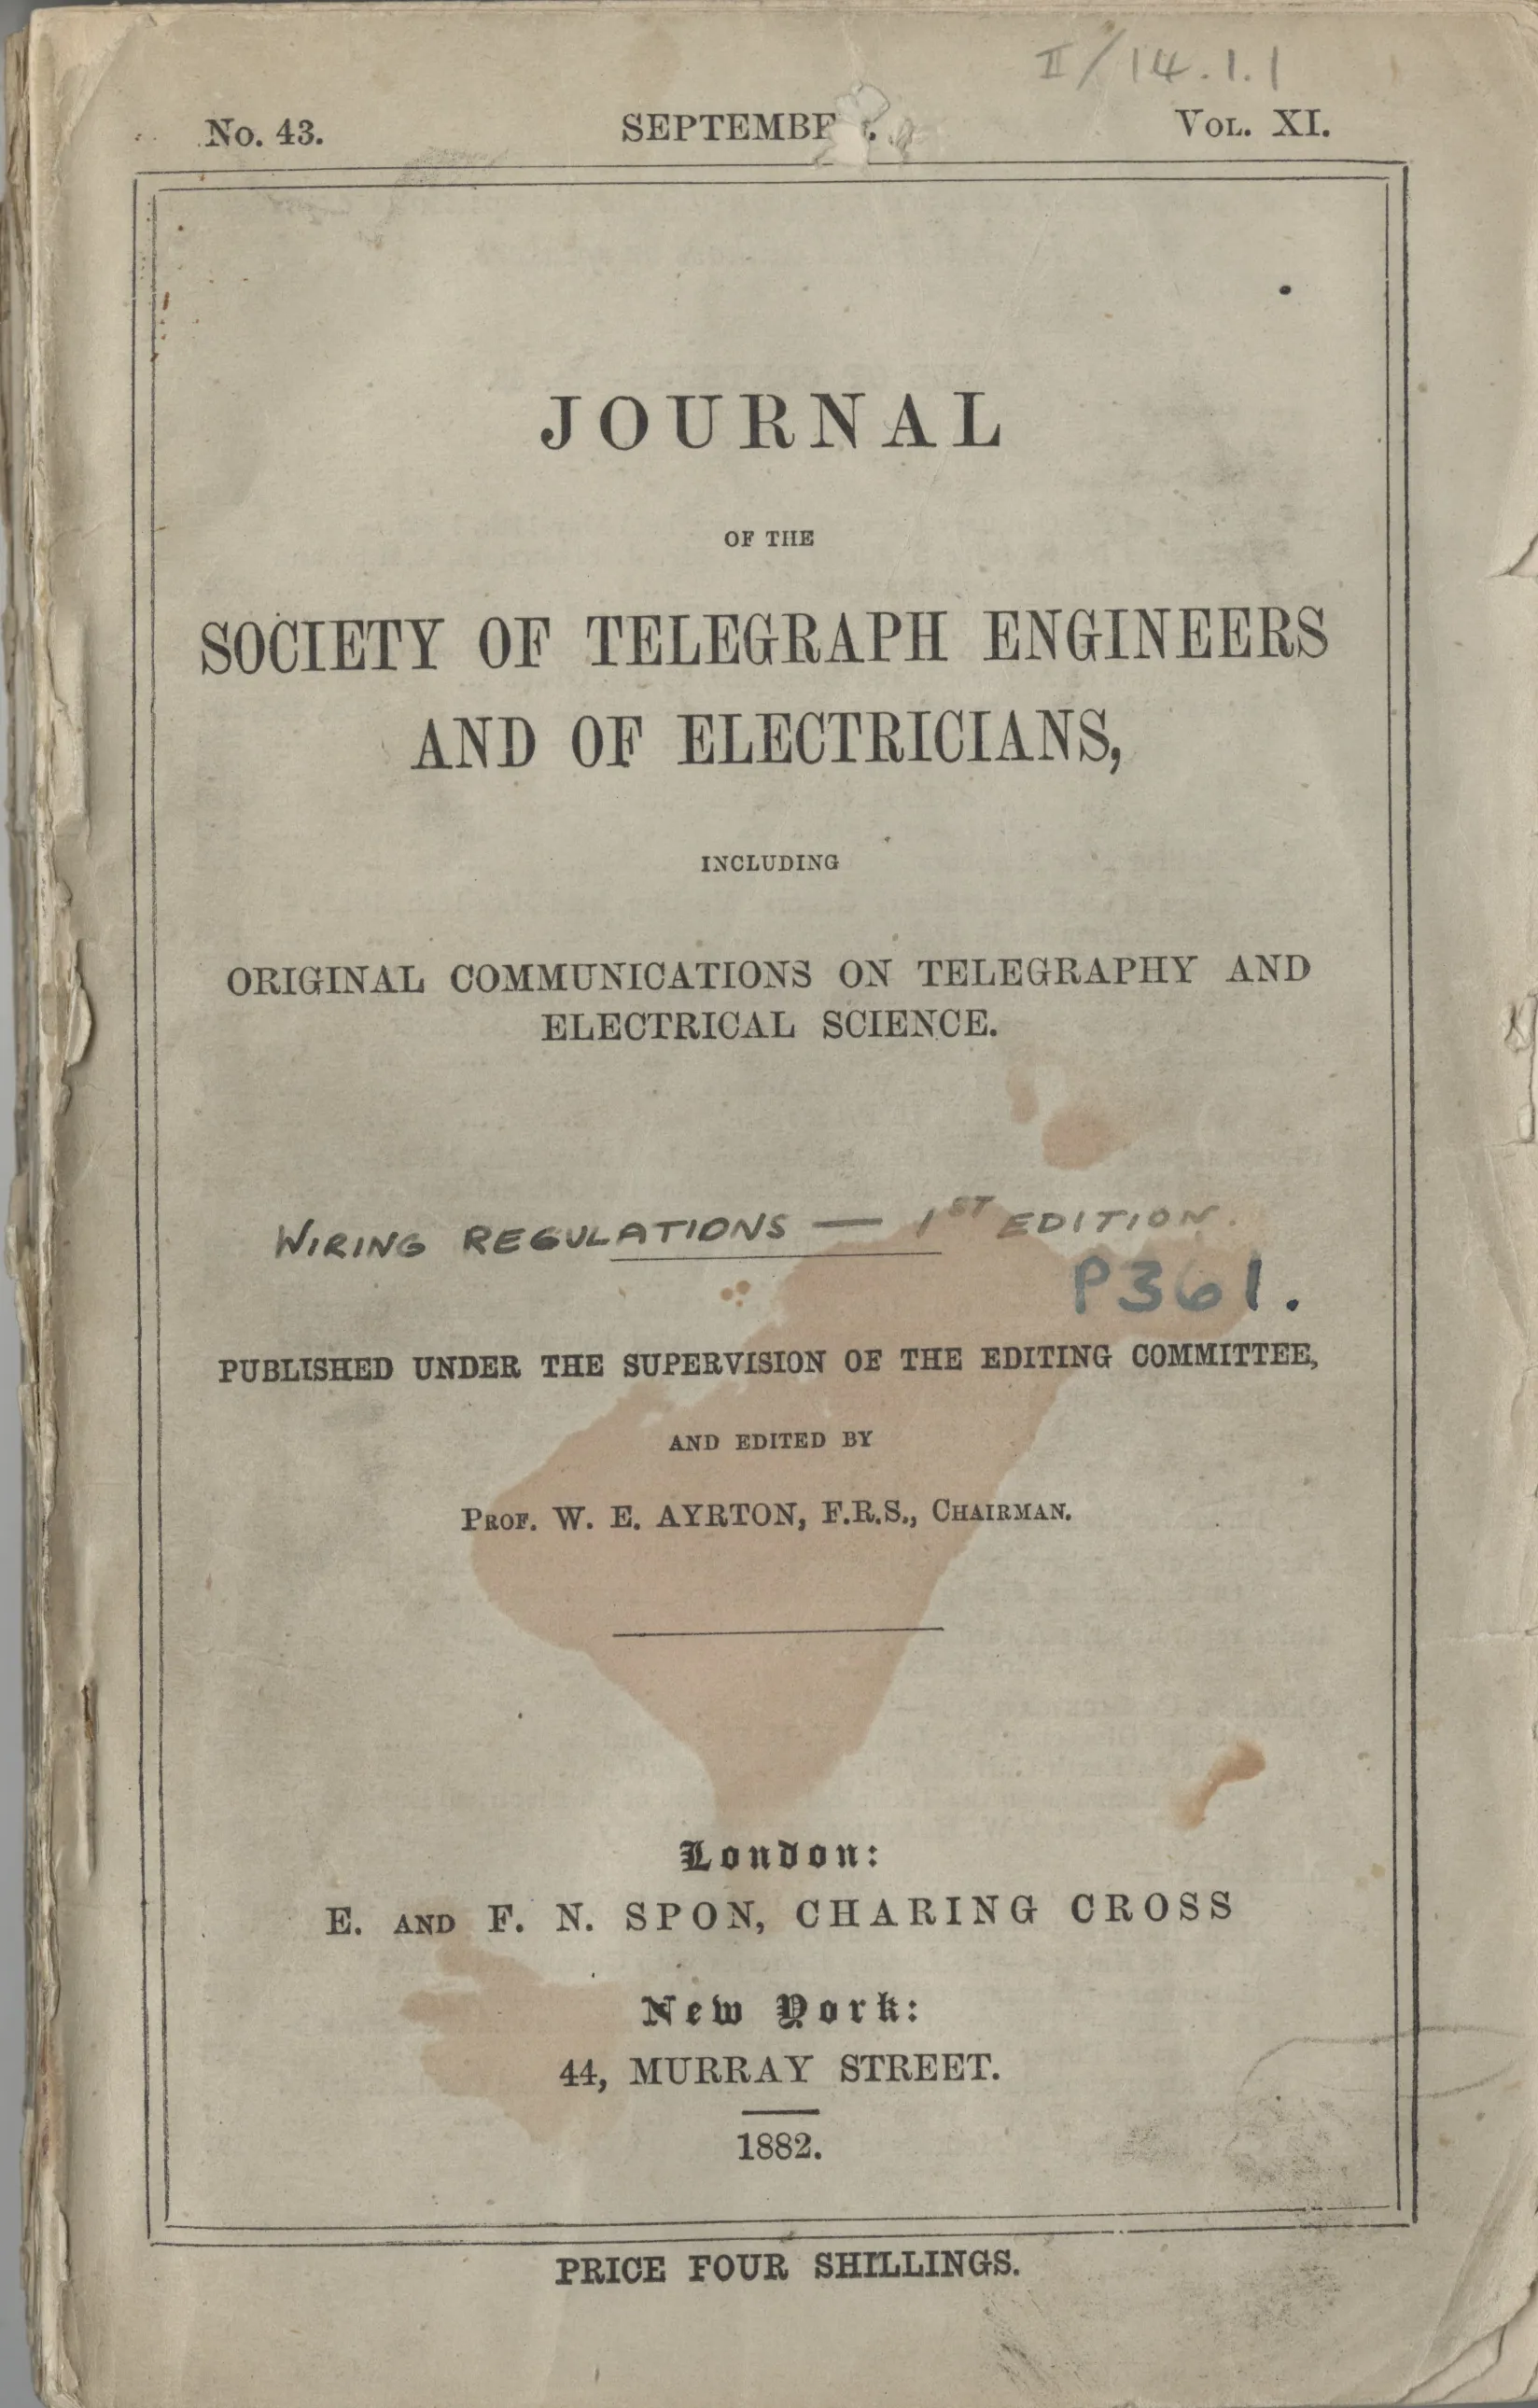 II/14.1.1
No. 43. SEPTEMBE . VOL. XI.
JOURNAL
OF THE
SOCIETY OF TELEGRAPH ENGINEERS
AND OF ELECTRICIANS,
INCLUDING
ORIGINAL COMMUNICATIONS ON TELEGRAPHY AND
ELECTRICAL SCIENCE.
WIRING REGULATIONS — 1ST EDITION.
P361.
PUBLISHED UNDER THE SUPERVISION OF THE EDITING COMMITTEE,
AND EDITED BY
PROF. W. E. AYRTON, F.R.S., CHAIRMAN.
London:
E. AND F. N. SPON, CHARING CROSS
New York:
44, MURRAY STREET.
1882.
PRICE FOUR SHILLINGS.